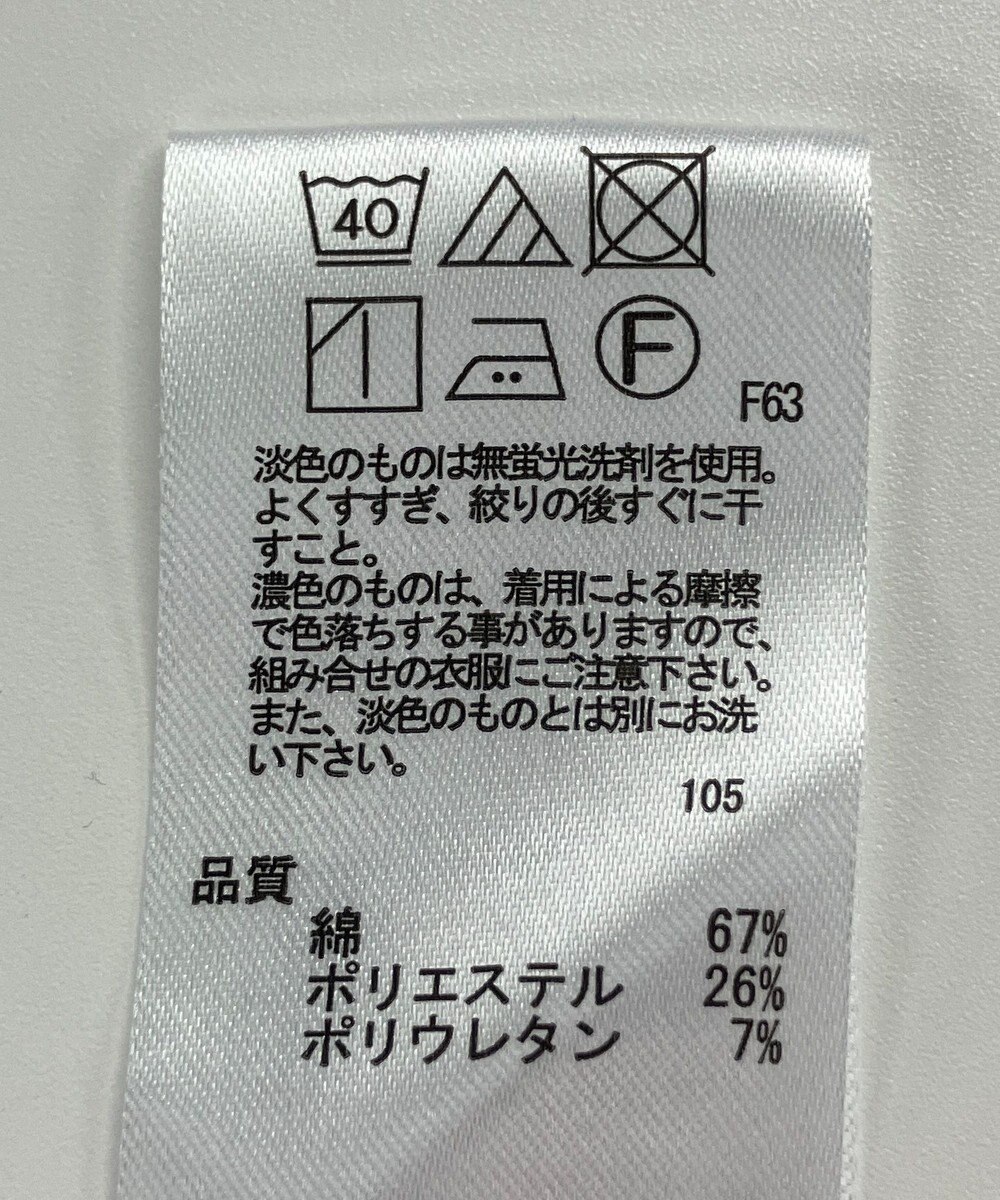 40
F
F63
淡色のものは無蛍光洗剤を使用。
よくすすぎ、絞りの後すぐに干
すこと。
濃色のものは、着用による摩擦
で色落ちする事がありますので、
組み合せの衣服にご注意下さい。
また、淡色のものとは別にお洗
い下さい。
105
品質
綿 67%
ポリエステル 26%
ポリウレタン 7%